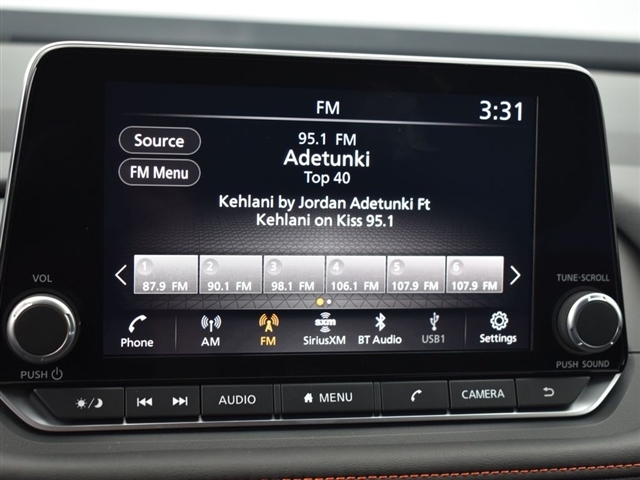 FM 3:31
Source
FM Menu
95.1 FM
Adetunki
Top 40
Kehlani by Jordan Adetunki Ft
Kehlani on Kiss 95.1
1 2 3 4 5 6
87.9 FM 90.1 FM 98.1 FM 106.1 FM 107.9 FM 107.9 FM
VOL
TUNE·SCROLL
sxm
Phone AM FM SiriusXM BT Audio USB1 Settings
PUSH
PUSH SOUND
AUDIO MENU CAMERA